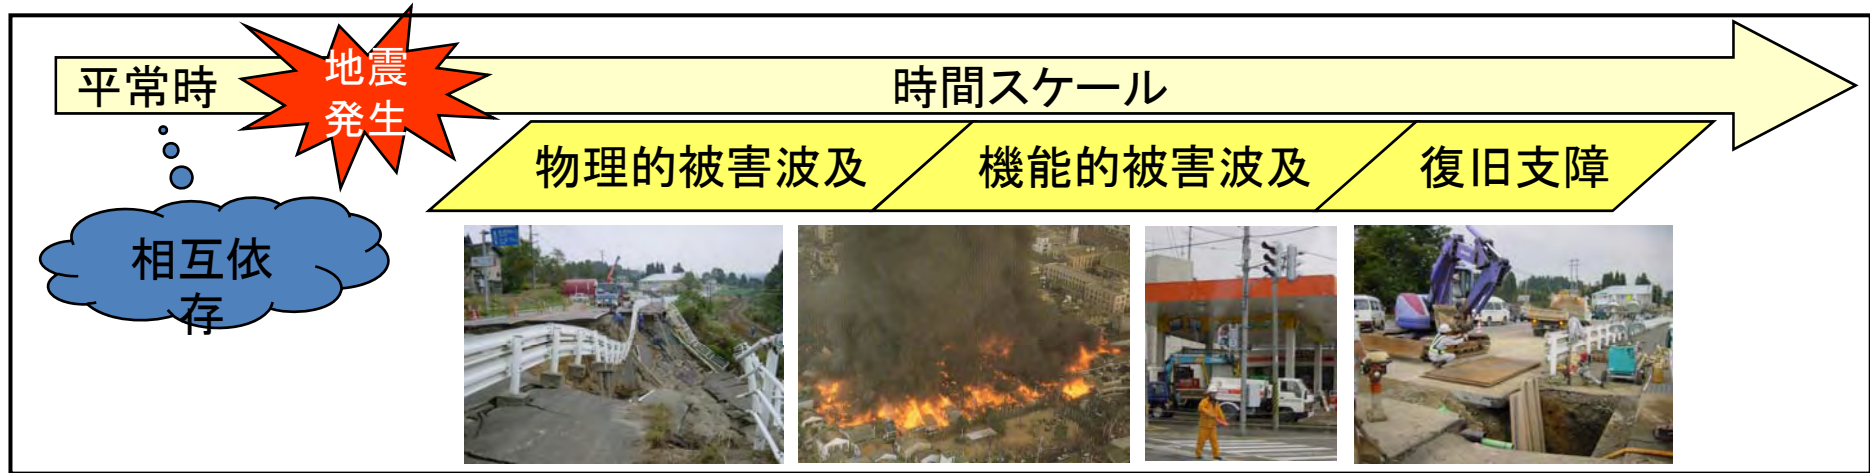 平常時
地震
発生
時間スケール
物理的被害波及
機能的被害波及
復旧支障
相互依
存